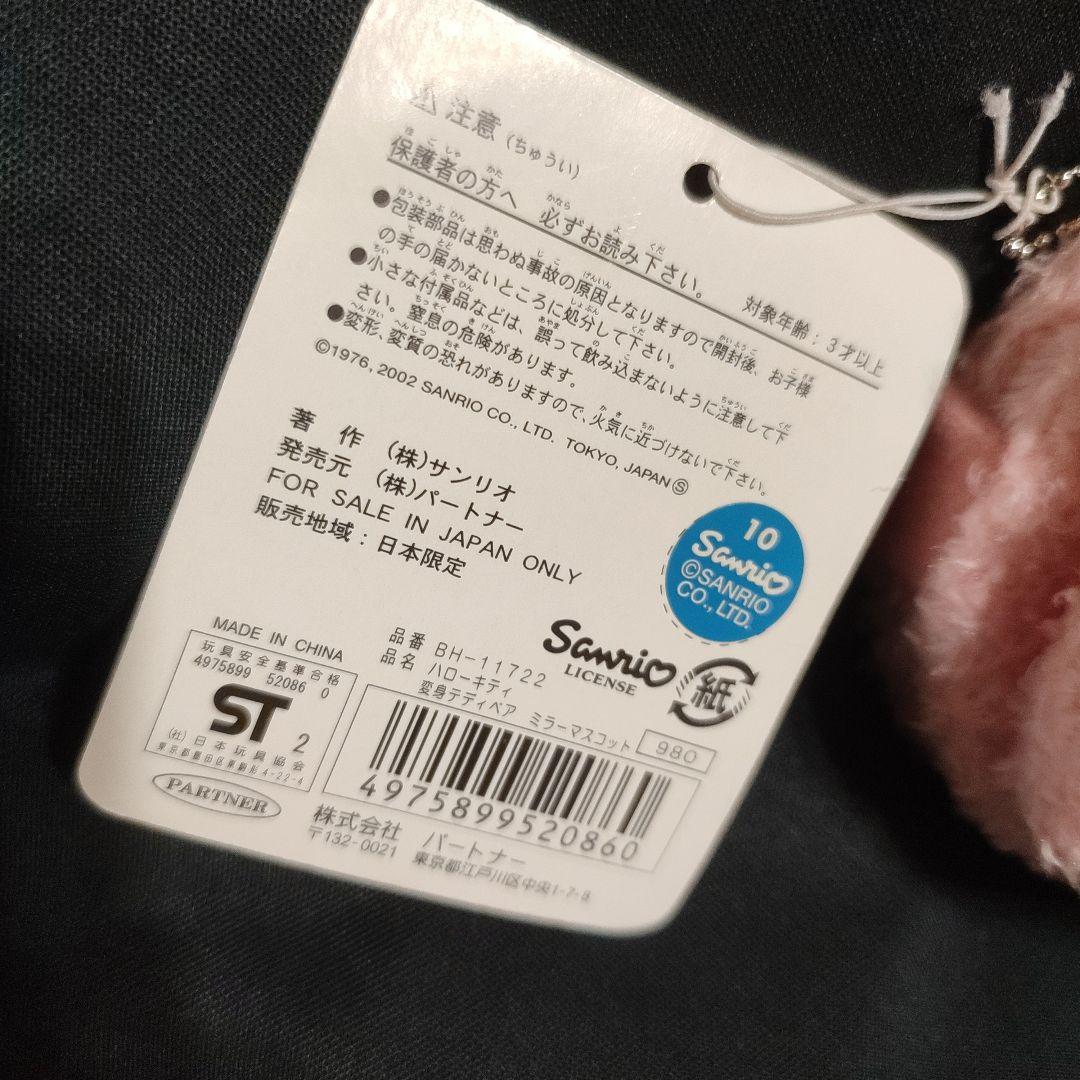 ⚠ 注意(ちゅうい)
保護者の方へ 必ずお読み下さい。 対象年齢：3才以上
●包装部品は思わぬ事故の原因となりますので開封後、お子様
の手の届かないところに処分して下さい。
●小さな付属品などは、誤って飲み込まないように注意して下
さい。窒息の危険があります。
●変形、変質の恐れがありますので、火気に近づけないで下さい。
©1976, 2002 SANRIO CO., LTD. TOKYO, JAPAN Ⓢ
著 作 (株)サンリオ
発売元 (株)パートナー
FOR SALE IN JAPAN ONLY
販売地域：日本限定
10
Sanrio
©SANRIO
CO., LTD.
Sanrio
LICENSE
紙
MADE IN CHINA
玩具安全基準合格
4975899 52086 0
ST 2
(社)日本玩具協会
東京都墨田区東駒形4-22-4
PARTNER
品番 BH-11722
品名 ハローキティ
変身テディベア ミラーマスコット
980
4975899520860
株式会社 パートナー
〒132-0021 東京都江戸川区中央1-7-8